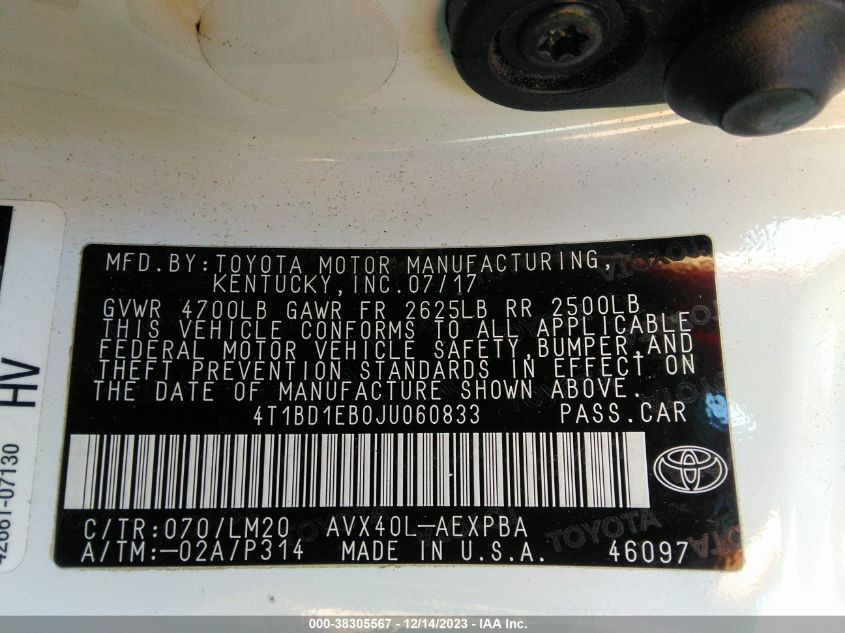 MFD.BY:TOYOTA MOTOR MANUFACTURING,
KENTUCKY,INC.07/17
GVWR 4700LB GAWR FR 2625LB RR 2500LB
THIS VEHICLE CONFORMS TO ALL APPLICABLE
FEDERAL MOTOR VEHICLE SAFETY,BUMPER,AND
THEFT PREVENTION STANDARDS IN EFFECT ON
THE DATE OF MANUFACTURE SHOWN ABOVE.
4T1BD1EB0JU060833 PASS.CAR
C/TR:070/LM20 AVX40L-AEXPBA
A/TM:-02A/P314 MADE IN U.S.A. 46097
HV
42661-07130
000-38305567 - 12/14/2023 - IAA Inc.